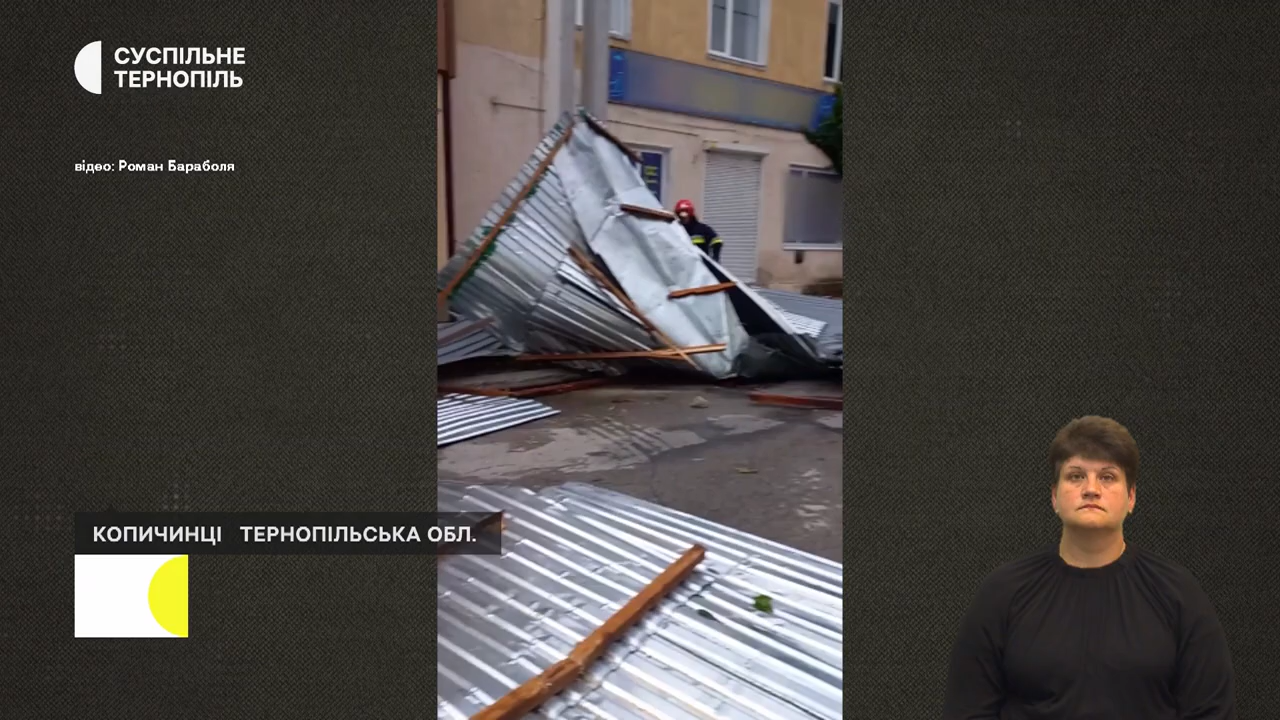 СУСПІЛЬНЕ
ТЕРНОПІЛЬ
відео: Роман Бараболя
КОПИЧИНЦІ ТЕРНОПІЛЬСЬКА ОБЛ.